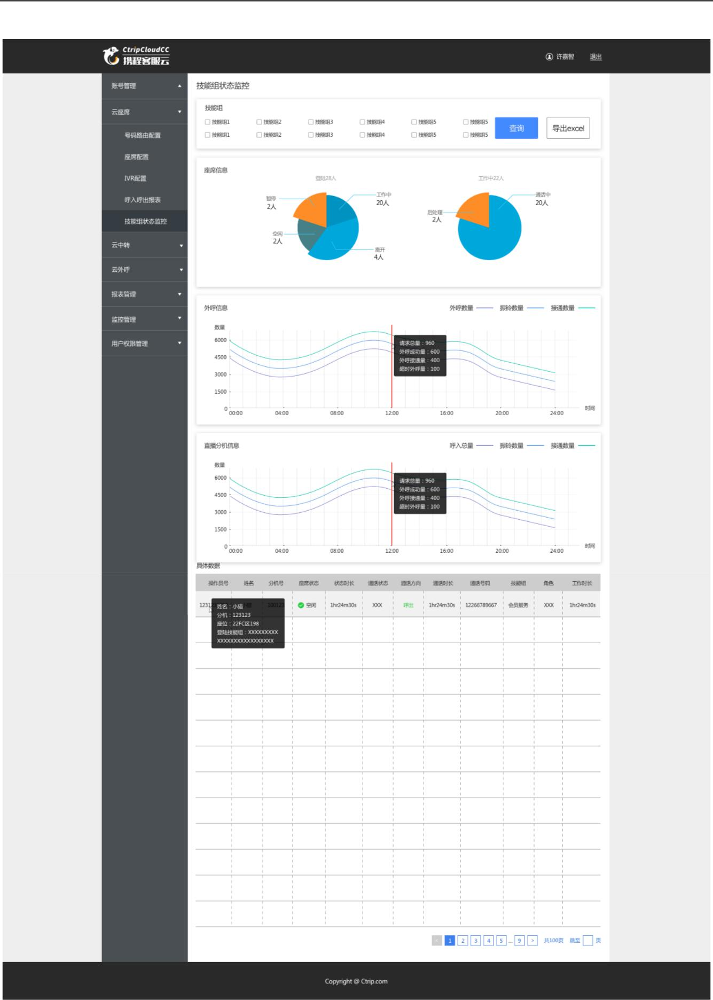 CtripCloudCC
携程客服云
许嘉智 退出
账号管理
云座席
号码路由配置
座席配置
IVR配置
呼入呼出报表
技能组状态监控
云中转
云外呼
报表管理
监控管理
用户权限管理
技能组状态监控
技能组
技能组1 技能组2 技能组3 技能组4 技能组5 技能组5
技能组1 技能组2 技能组3 技能组4 技能组5 技能组5
查询 导出excel
座席信息
登陆28人
暂停
2人
工作中
20人
空闲
2人
离开
4人
工作中22人
通话中
20人
后处理
2人
外呼信息
外呼数量 振铃数量 接通数量
数量
6000
4500
3000
1500
0
00:00 04:00 08:00 12:00 16:00 20:00 24:00
时间
请求总量：960
外呼成功量：600
外呼接通量：400
超时外呼量：100
直播分机信息
呼入总量 振铃数量 接通数量
数量
6000
4500
3000
1500
0
00:00 04:00 08:00 12:00 16:00 20:00 24:00
时间
请求总量：960
外呼成功量：600
外呼接通量：400
超时外呼量：100
具体数据
操作员号 姓名 分机号 座席状态 状态时长 通话状态 通话方向 通话时长 通话号码 技能组 角色 工作时长
100123 空闲 1hr24m30s XXX 呼出 1hr24m30s 12266789667 会员服务 XXX 1hr24m30s
姓名：小猫
分机：123123
座位：22FC区198
登陆技能组：XXXXXXXXX
XXXXXXXXXXXXXXXXX
< 1 2 3 4 5 ... 9 > 共100页 跳至 页
Copyright @ Ctrip.com